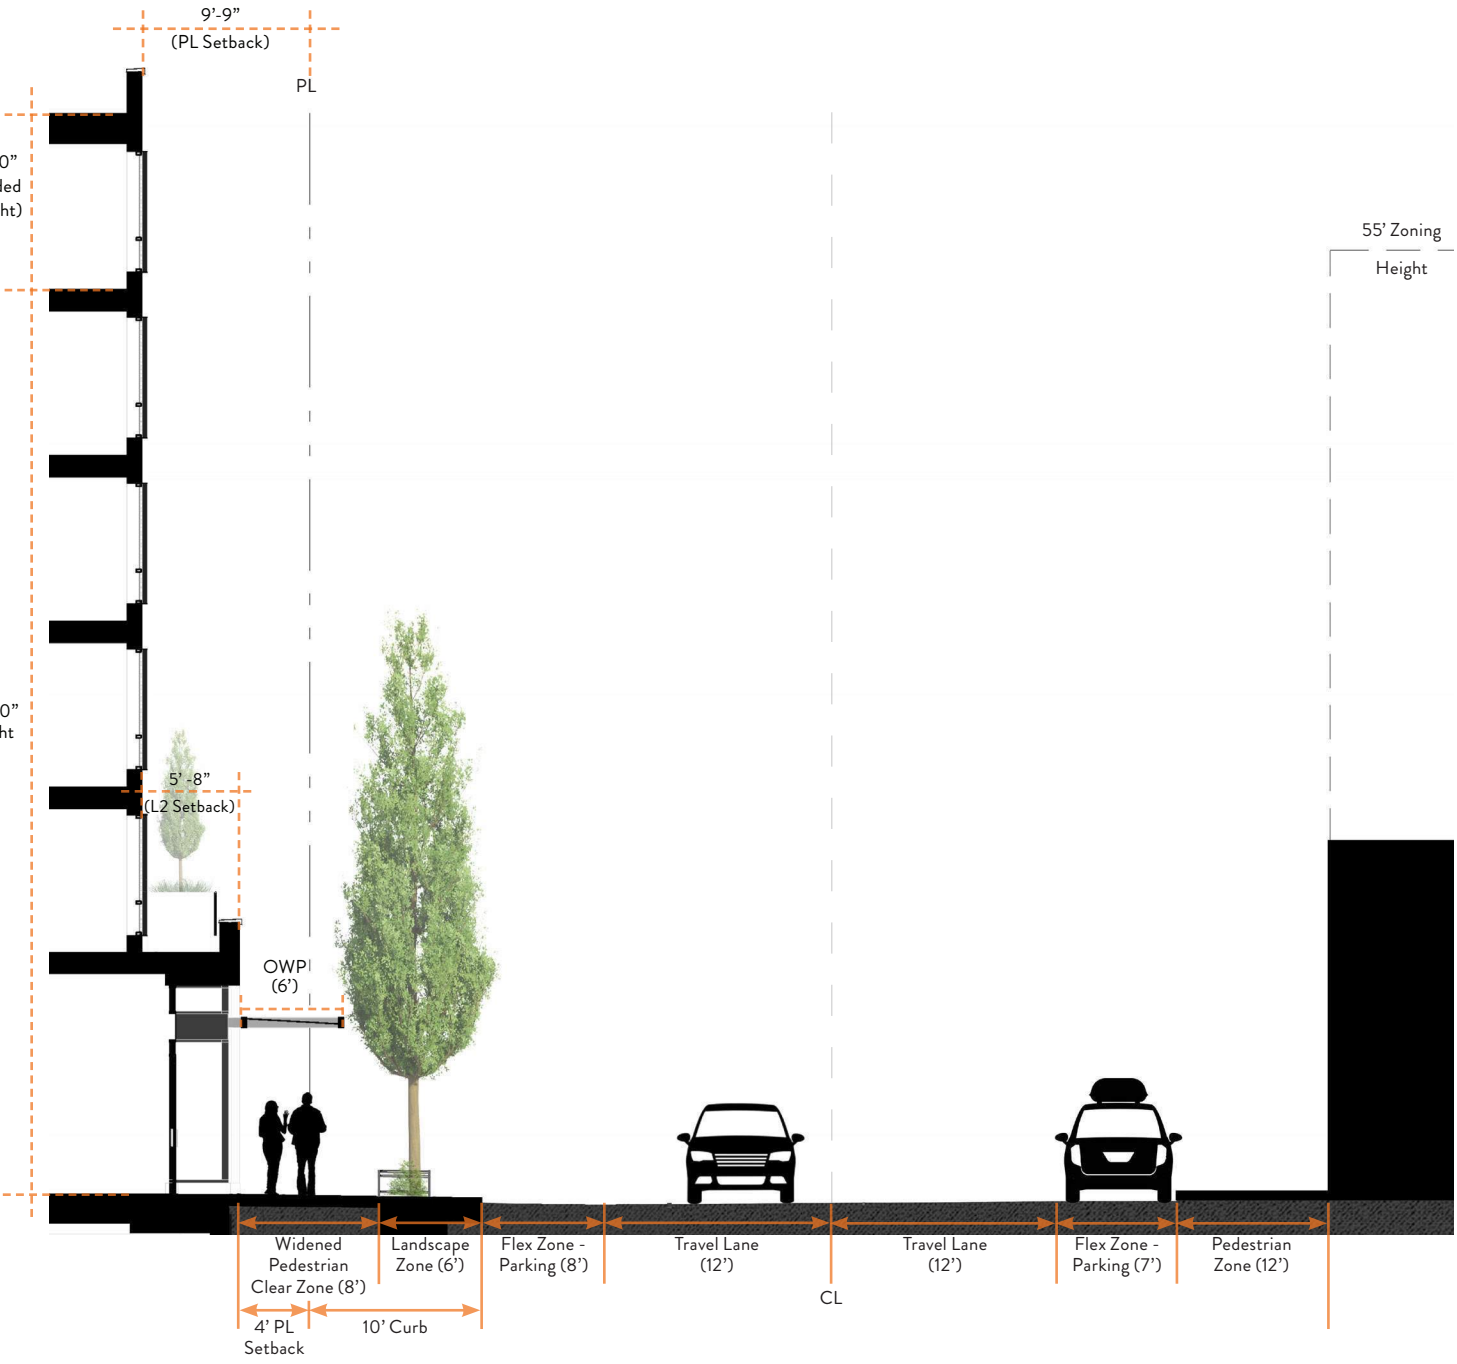 9’-9”
(PL Setback)
PL
0”
ht)
55’ Zoning
Height
0”
ht
5’ -8”
(L2 Setback)
OWP
(6’)
Widened
Pedestrian
Clear Zone (8’)
Landscape
Zone (6’)
Flex Zone -
Parking (8’)
Travel Lane
(12’)
Travel Lane
(12’)
Flex Zone -
Parking (7’)
Pedestrian
Zone (12’)
CL
4’ PL
Setback
10’ Curb